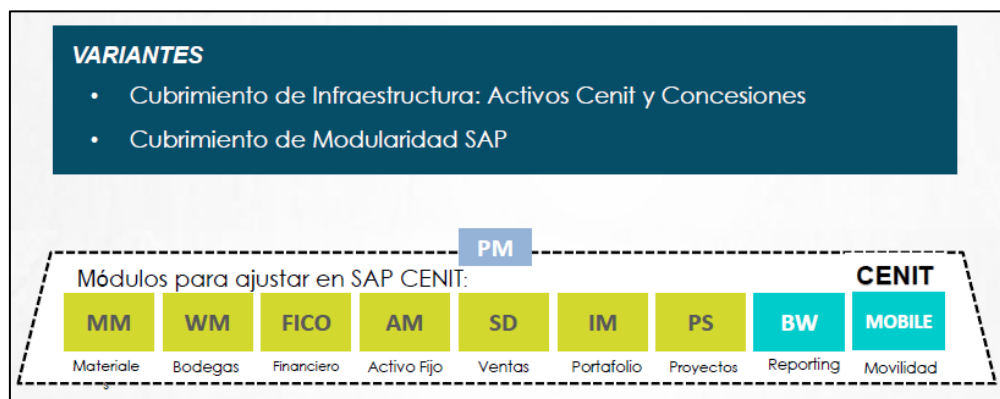 VARIANTES
• Cubrimiento de Infraestructura: Activos Cenit y Concesiones
• Cubrimiento de Modularidad SAP
PM
Módulos para ajustar en SAP CENIT:
CENIT
MM WM FICO AM SD IM PS BW MOBILE
Materiale Bodegas Financiero Activo Fijo Ventas Portafolio Proyectos Reporting Movilidad
s